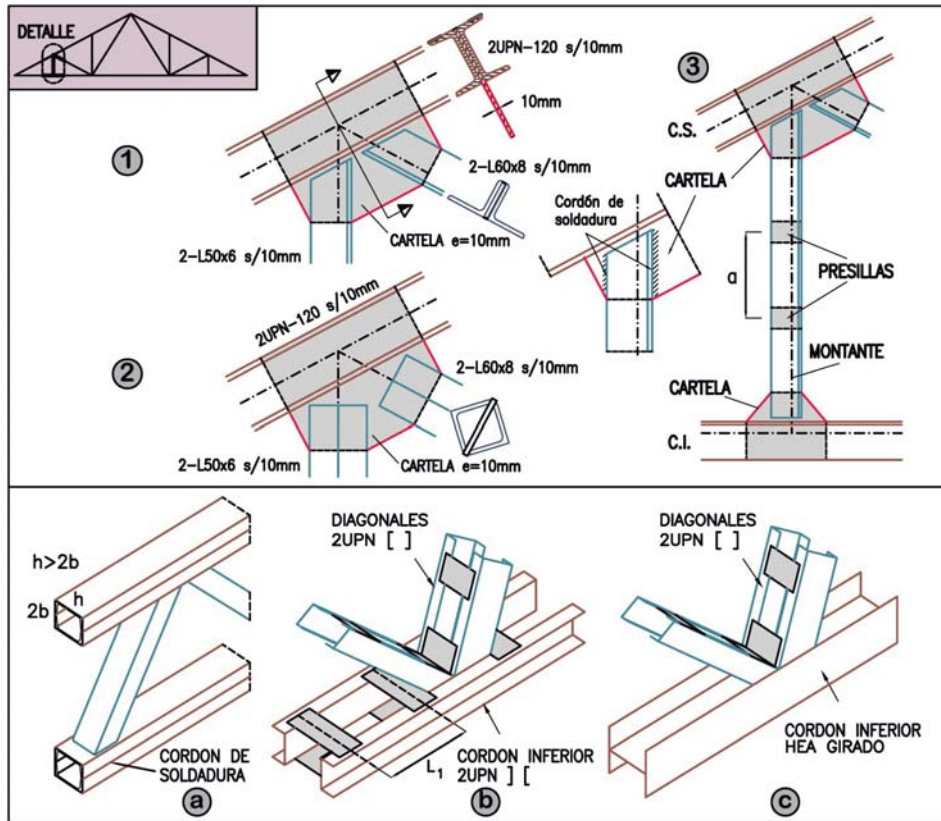 DETALLE
1
2UPN-120 s/10mm
10mm
2-L60x8 s/10mm
CARTELA e=10mm
2-L50x6 s/10mm
2
2UPN-120 s/10mm
2-L60x8 s/10mm
2-L50x6 s/10mm
CARTELA e=10mm
Cordón de
soldadura
3
C.S.
CARTELA
a
PRESILLAS
MONTANTE
CARTELA
C.I.
h>2b
h
2b
CORDON DE
SOLDADURA
a
DIAGONALES
2UPN [ ]
L1
CORDON INFERIOR
2UPN ] [
b
DIAGONALES
2UPN [ ]
CORDON INFERIOR
HEA GIRADO
c